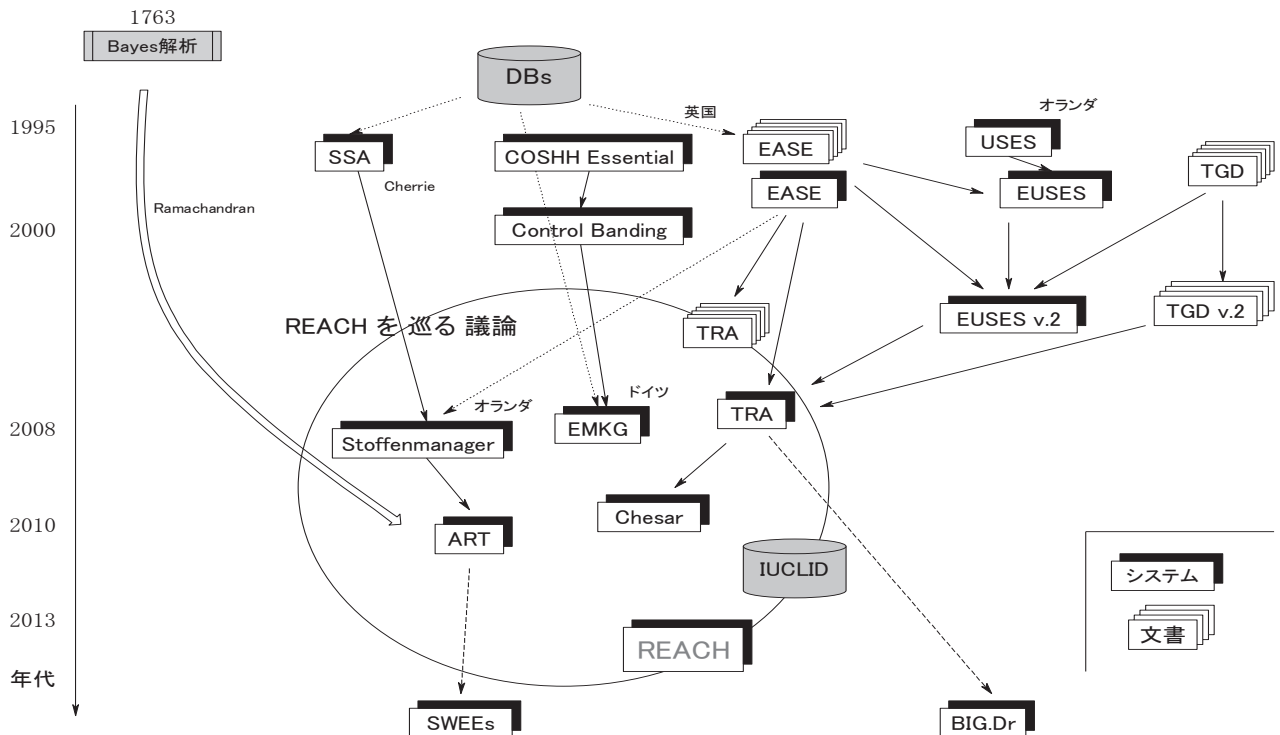 1763
Bayes解析
DBs
英国
オランダ
1995
SSA
COSHH Essential
EASE
USES
TGD
Cherrie
EASE
EUSES
Ramachandran
2000
Control Banding
REACH を 巡る 議論
TRA
EUSES v.2
TGD v.2
オランダ
ドイツ
2008
Stoffenmanager
EMKG
TRA
Chesar
2010
ART
IUCLID
システム
2013
REACH
文書
年代
SWEEs
BIG.Dr